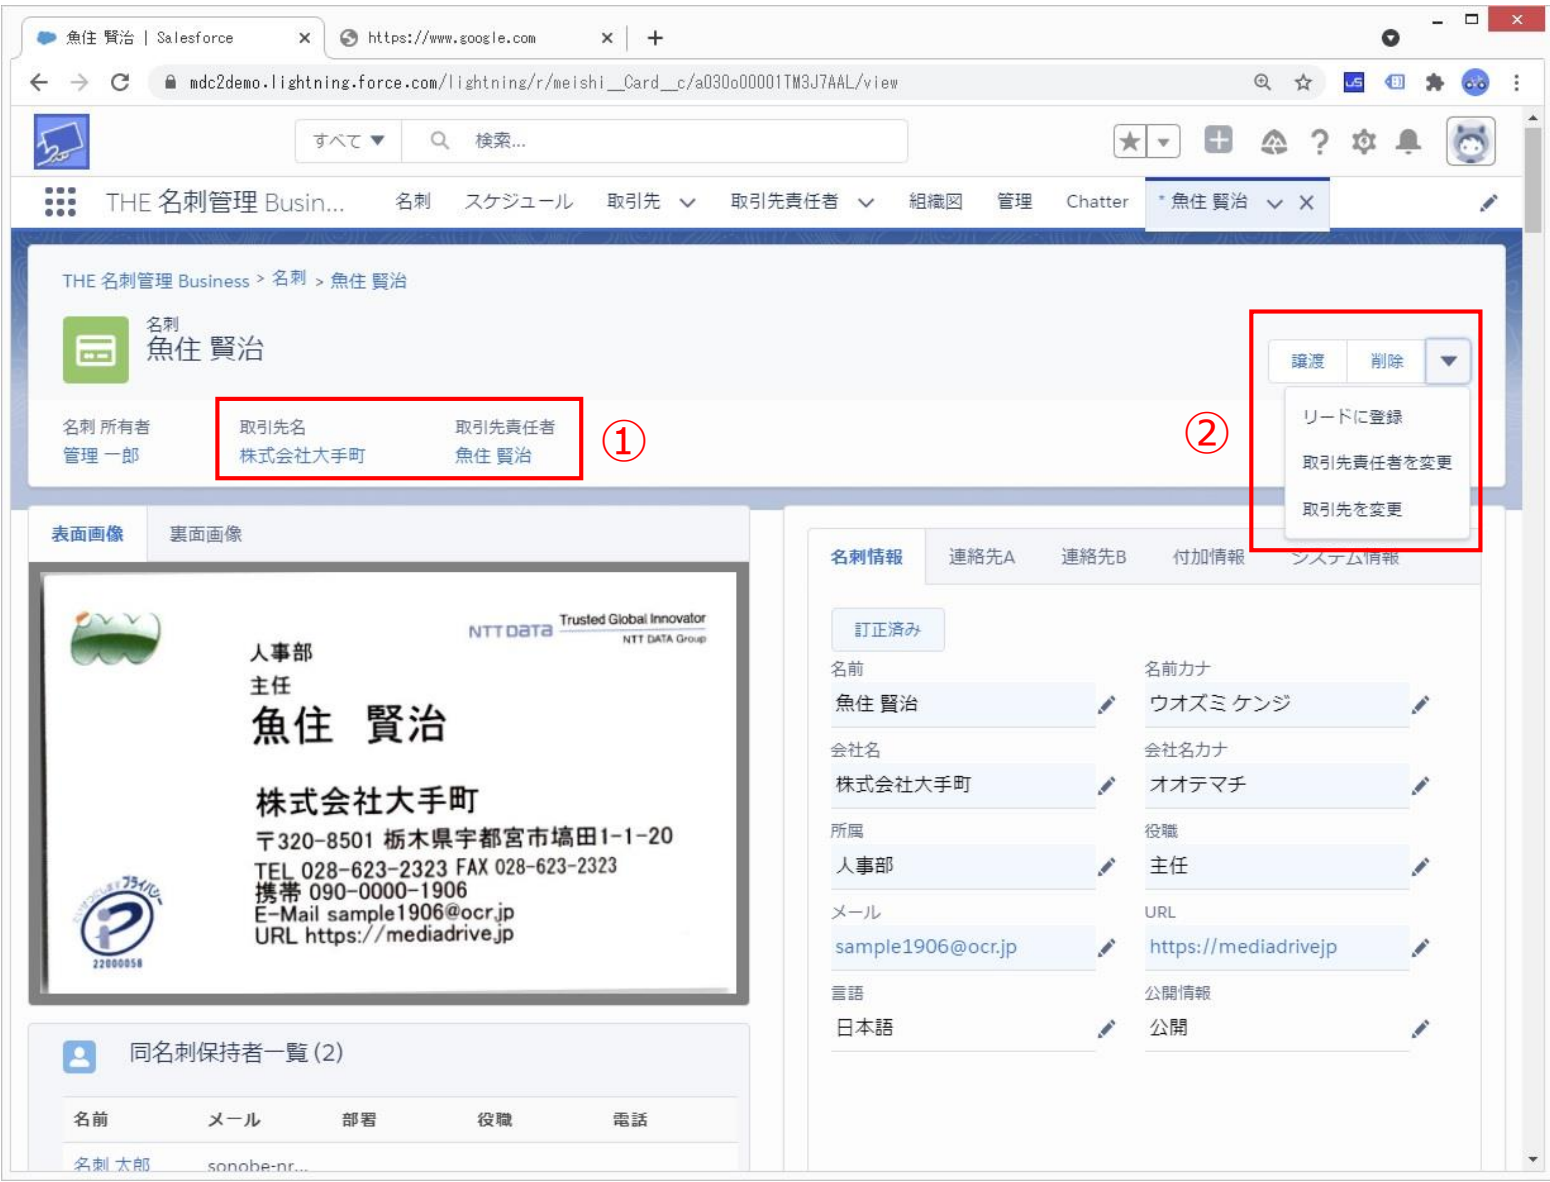 魚住 賢治 | Salesforce
https://www.google.com
mdc2demo.lightning.force.com/lightning/r/meishi__Card__c/a030o00001TM3J7AAL/view
すべて
検索...
THE 名刺管理 Busin...
名刺
スケジュール
取引先
取引先責任者
組織図
管理
Chatter
* 魚住 賢治
THE 名刺管理 Business > 名刺 > 魚住 賢治
名刺
魚住 賢治
譲渡
削除
リードに登録
取引先責任者を変更
取引先を変更
②
名刺 所有者
管理 一郎
取引先名
株式会社大手町
取引先責任者
魚住 賢治
①
表面画像
裏面画像
NTT DATA
Trusted Global Innovator
NTT DATA Group
人事部
主任
魚住 賢治
株式会社大手町
〒320-8501 栃木県宇都宮市塙田1-1-20
TEL 028-623-2323 FAX 028-623-2323
携帯 090-0000-1906
E-Mail sample1906@ocr.jp
URL https://mediadrive.jp
プライバシー
22000058
同名刺保持者一覧 (2)
名前
メール
部署
役職
電話
名刺 太郎
sonobe-nr...
名刺情報
連絡先A
連絡先B
付加情報
システム情報
訂正済み
名前
魚住 賢治
名前カナ
ウオズミ ケンジ
会社名
株式会社大手町
会社名カナ
オオテマチ
所属
人事部
役職
主任
メール
sample1906@ocr.jp
URL
https://mediadrivejp
言語
日本語
公開情報
公開